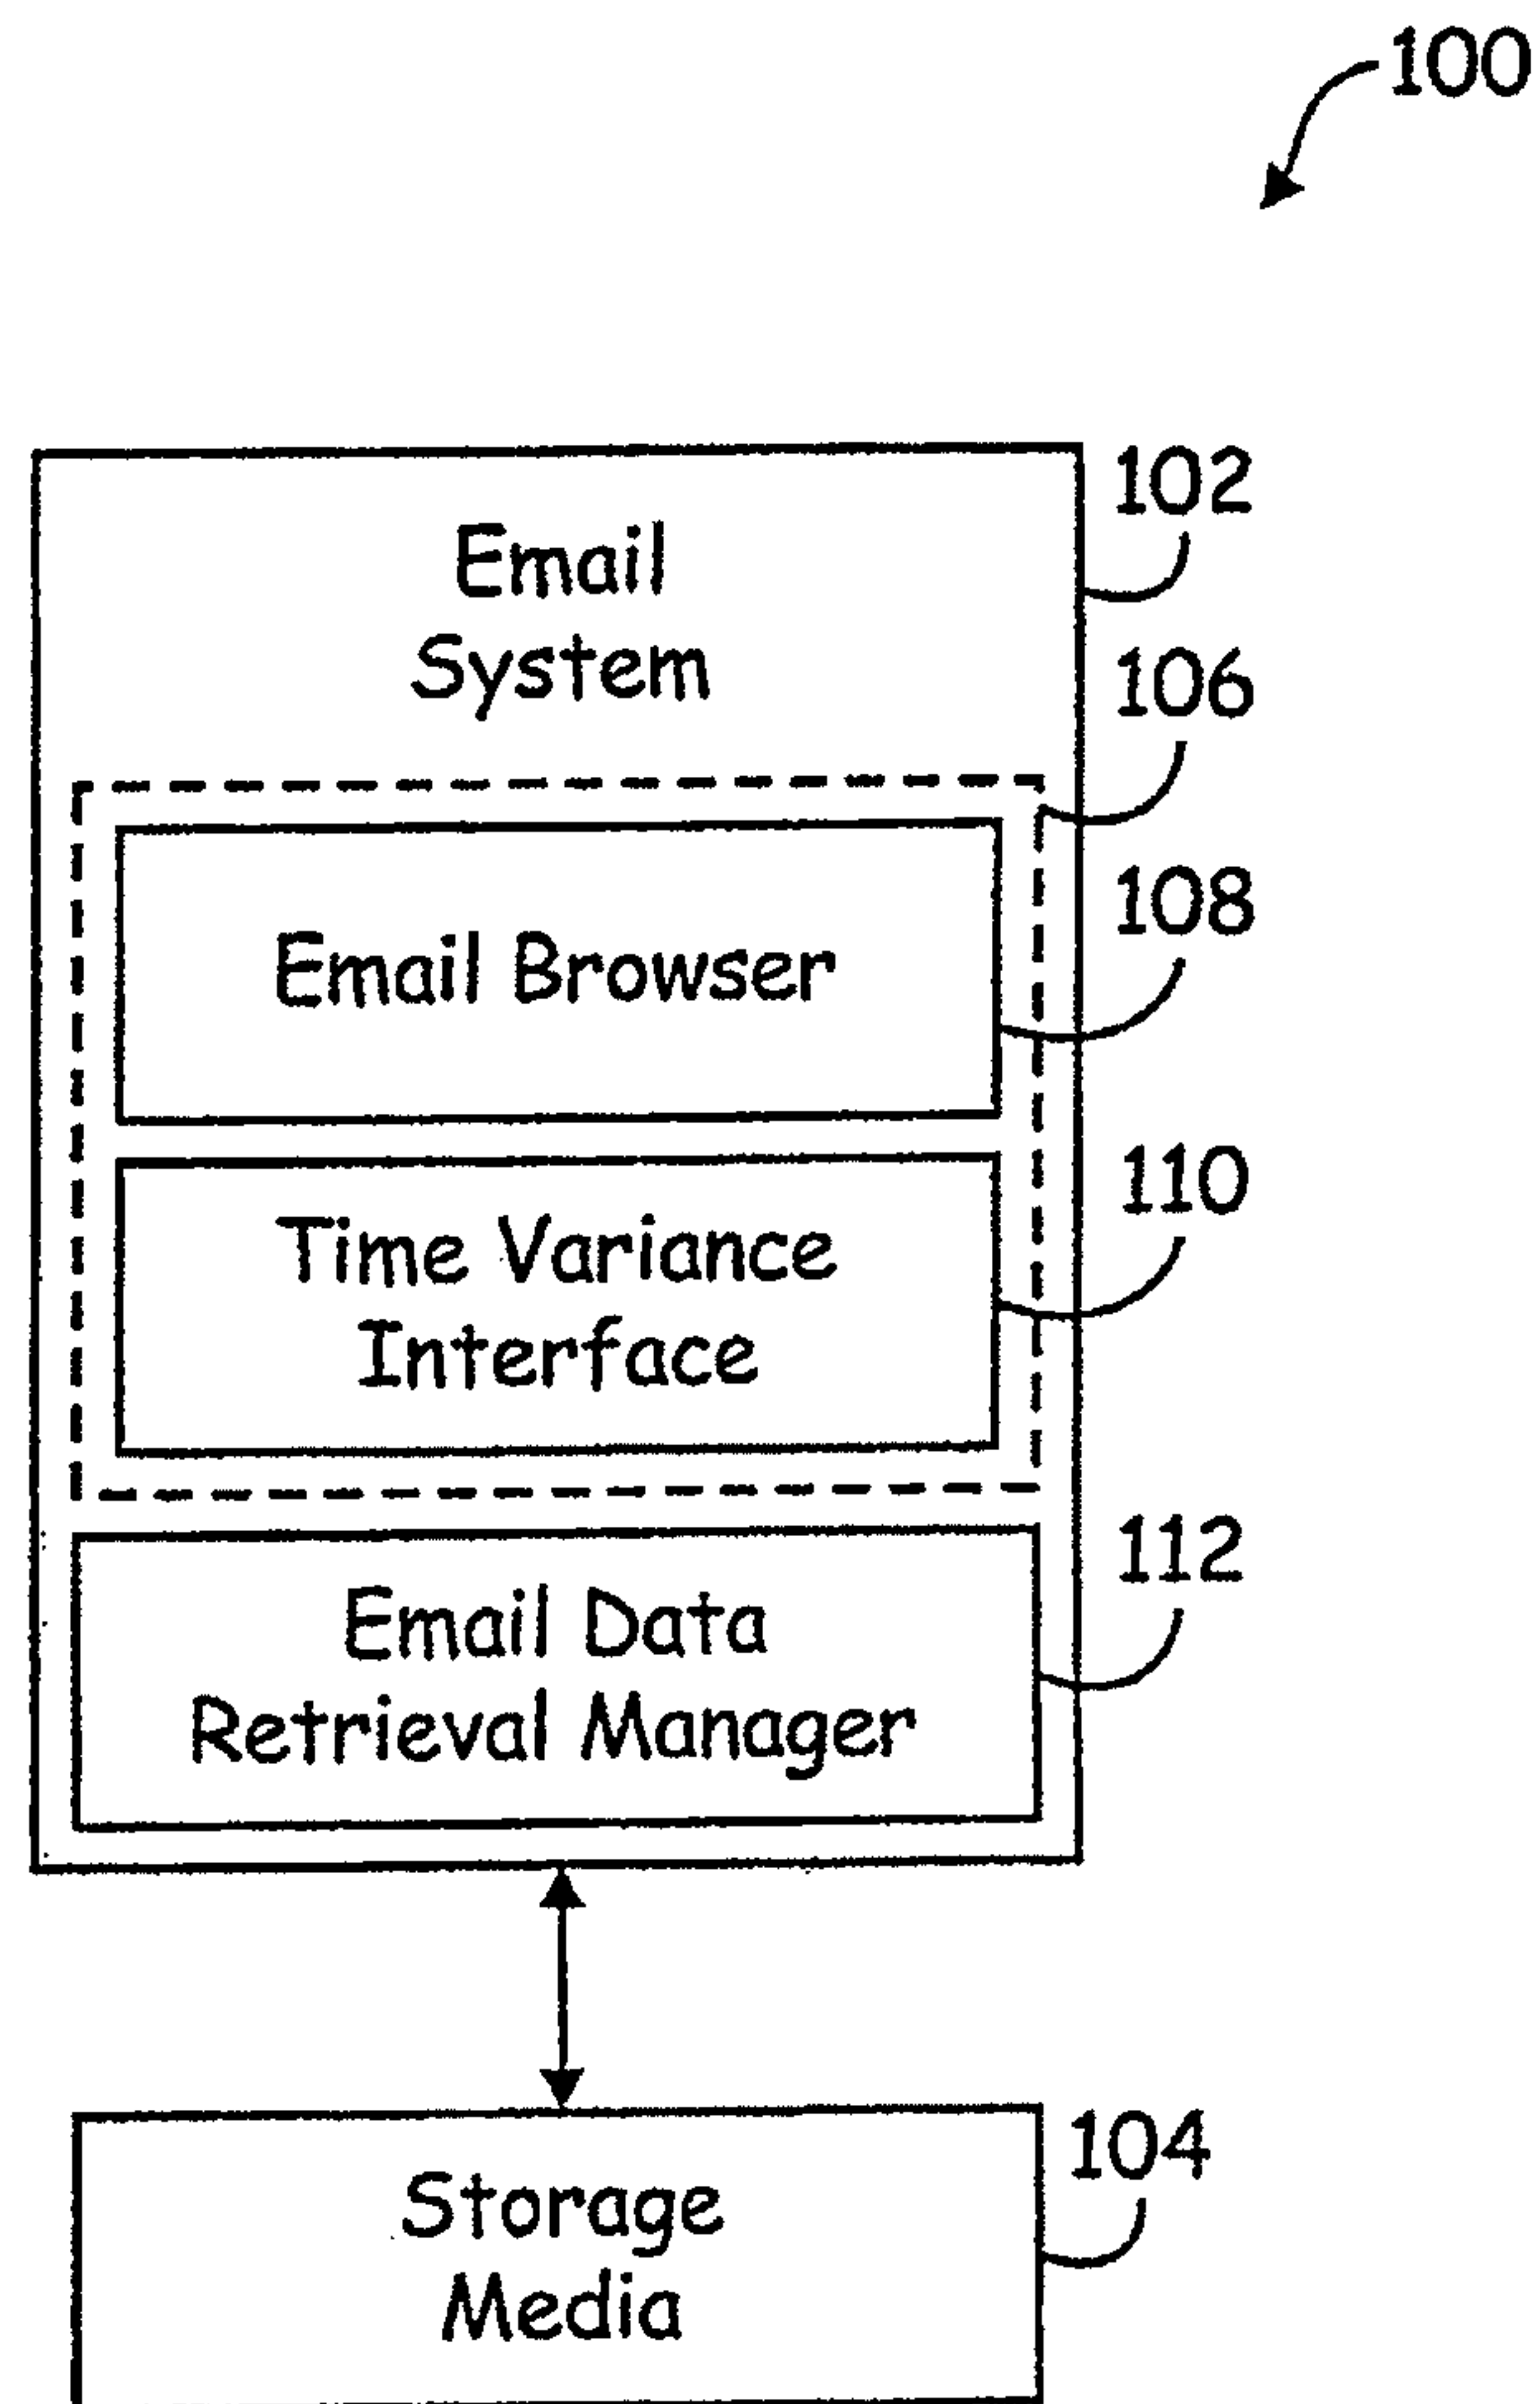 100
Email
System
102
106
Email Browser
108
Time Variance
Interface
110
Email Data
Retrieval Manager
112
Storage
Media
104